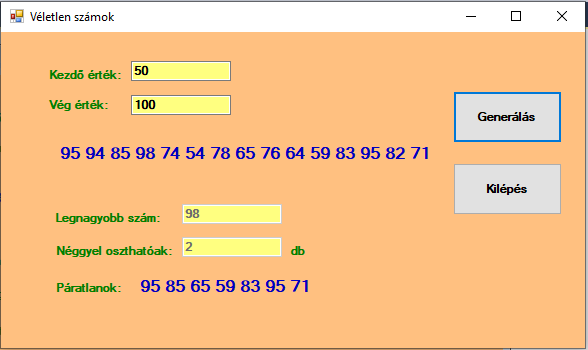 Véletlen számok
Kezdő érték: 50
Vég érték: 100
Generálás
95 94 85 98 74 54 78 65 76 64 59 83 95 82 71
Kilépés
Legnagyobb szám: 98
Néggyel oszthatóak: 2 db
Páratlanok: 95 85 65 59 83 95 71